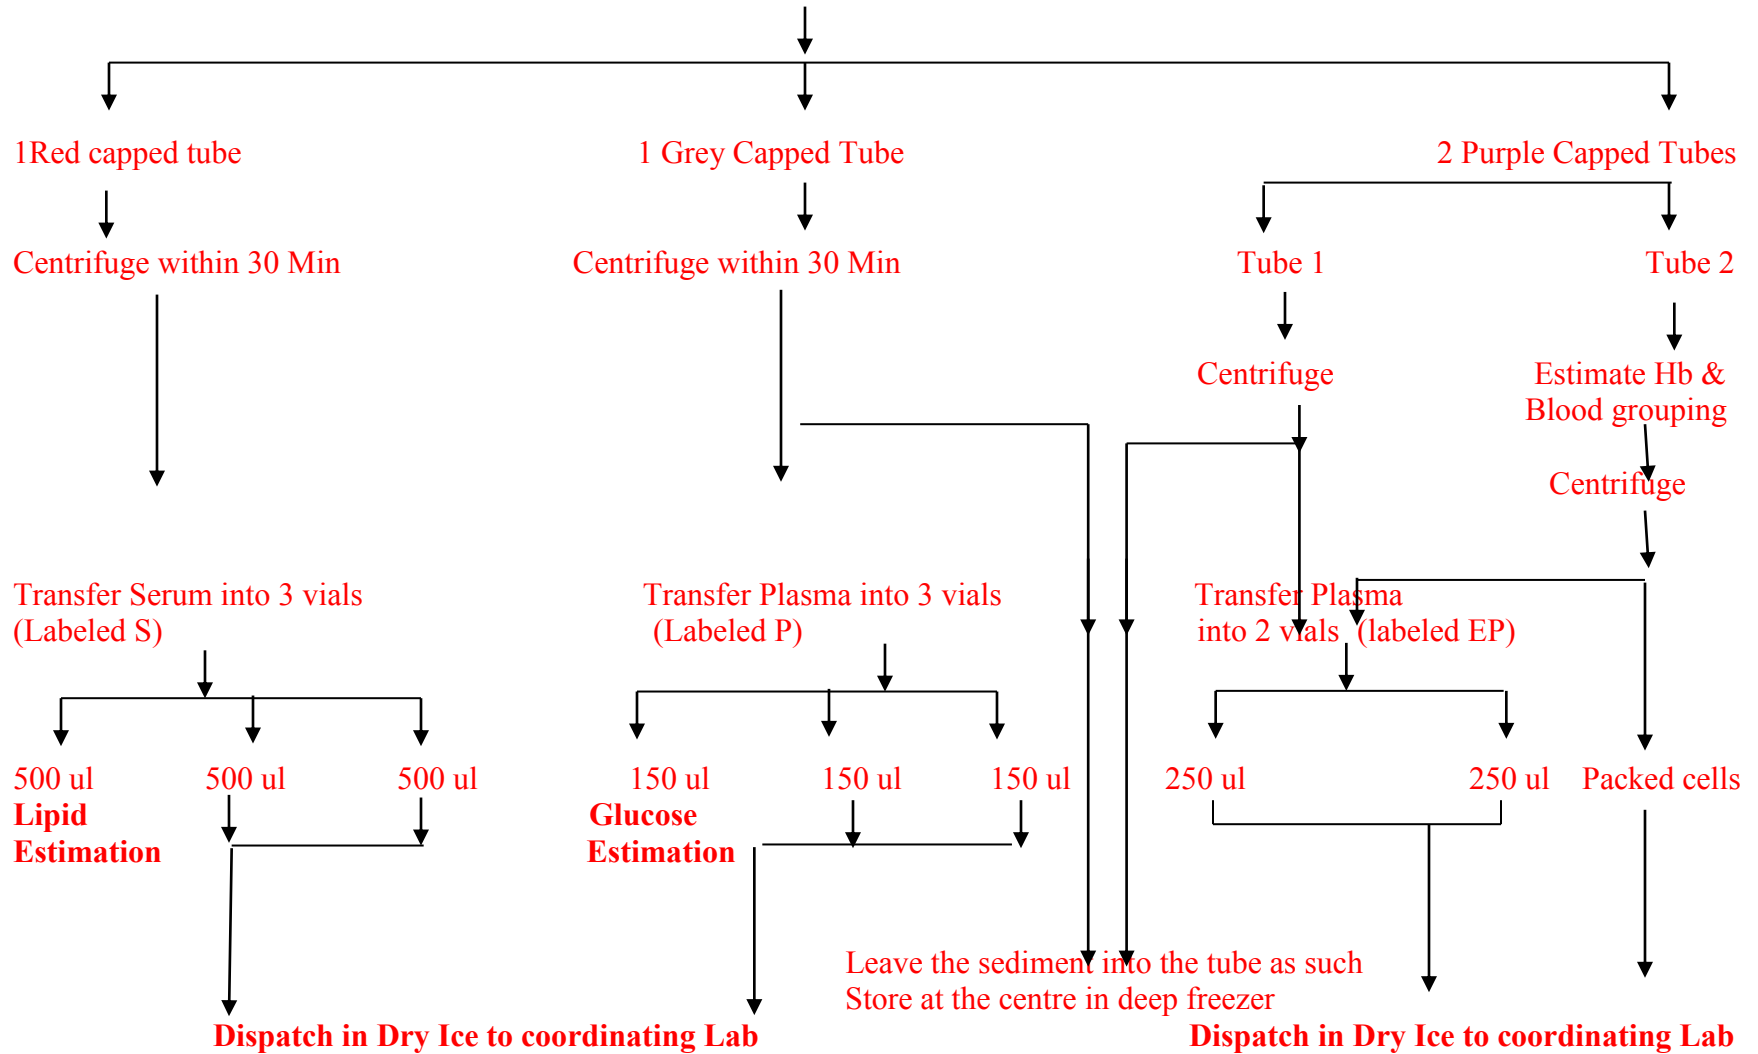 1Red capped tube
1 Grey Capped Tube
2 Purple Capped Tubes
Centrifuge within 30 Min
Centrifuge within 30 Min
Tube 1
Tube 2
Centrifuge
Estimate Hb &
Blood grouping
Centrifuge
Transfer Serum into 3 vials
(Labeled S)
Transfer Plasma into 3 vials
(Labeled P)
Transfer Plasma
into 2 vials (labeled EP)
500 ul
500 ul
500 ul
150 ul
150 ul
150 ul
250 ul
250 ul
Packed cells
Lipid
Estimation
Glucose
Estimation
Leave the sediment into the tube as such
Store at the centre in deep freezer
Dispatch in Dry Ice to coordinating Lab
Dispatch in Dry Ice to coordinating Lab